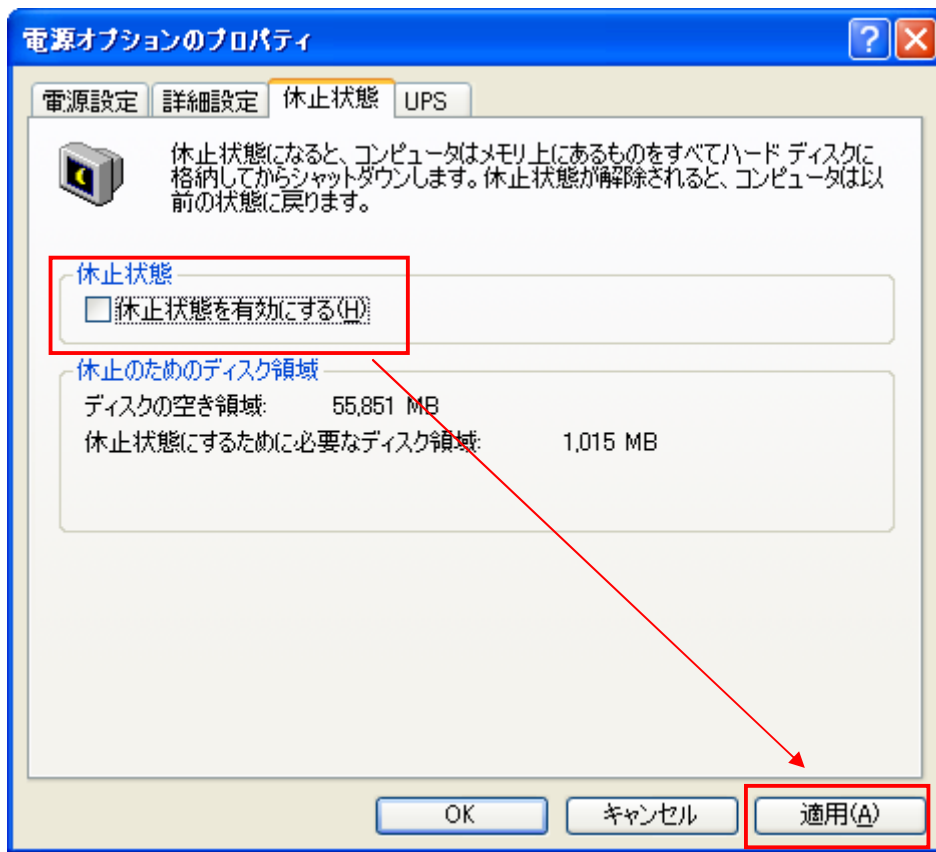 電源オプションのプロパティ
電源設定 詳細設定 休止状態 UPS
休止状態になると、コンピュータはメモリ上にあるものをすべてハード ディスクに
格納してからシャットダウンします。休止状態が解除されると、コンピュータは以
前の状態に戻ります。
休止状態
休止状態を有効にする(H)
休止のためのディスク領域
ディスクの空き領域: 55,851 MB
休止状態にするために必要なディスク領域: 1,015 MB
OK キャンセル 適用(A)